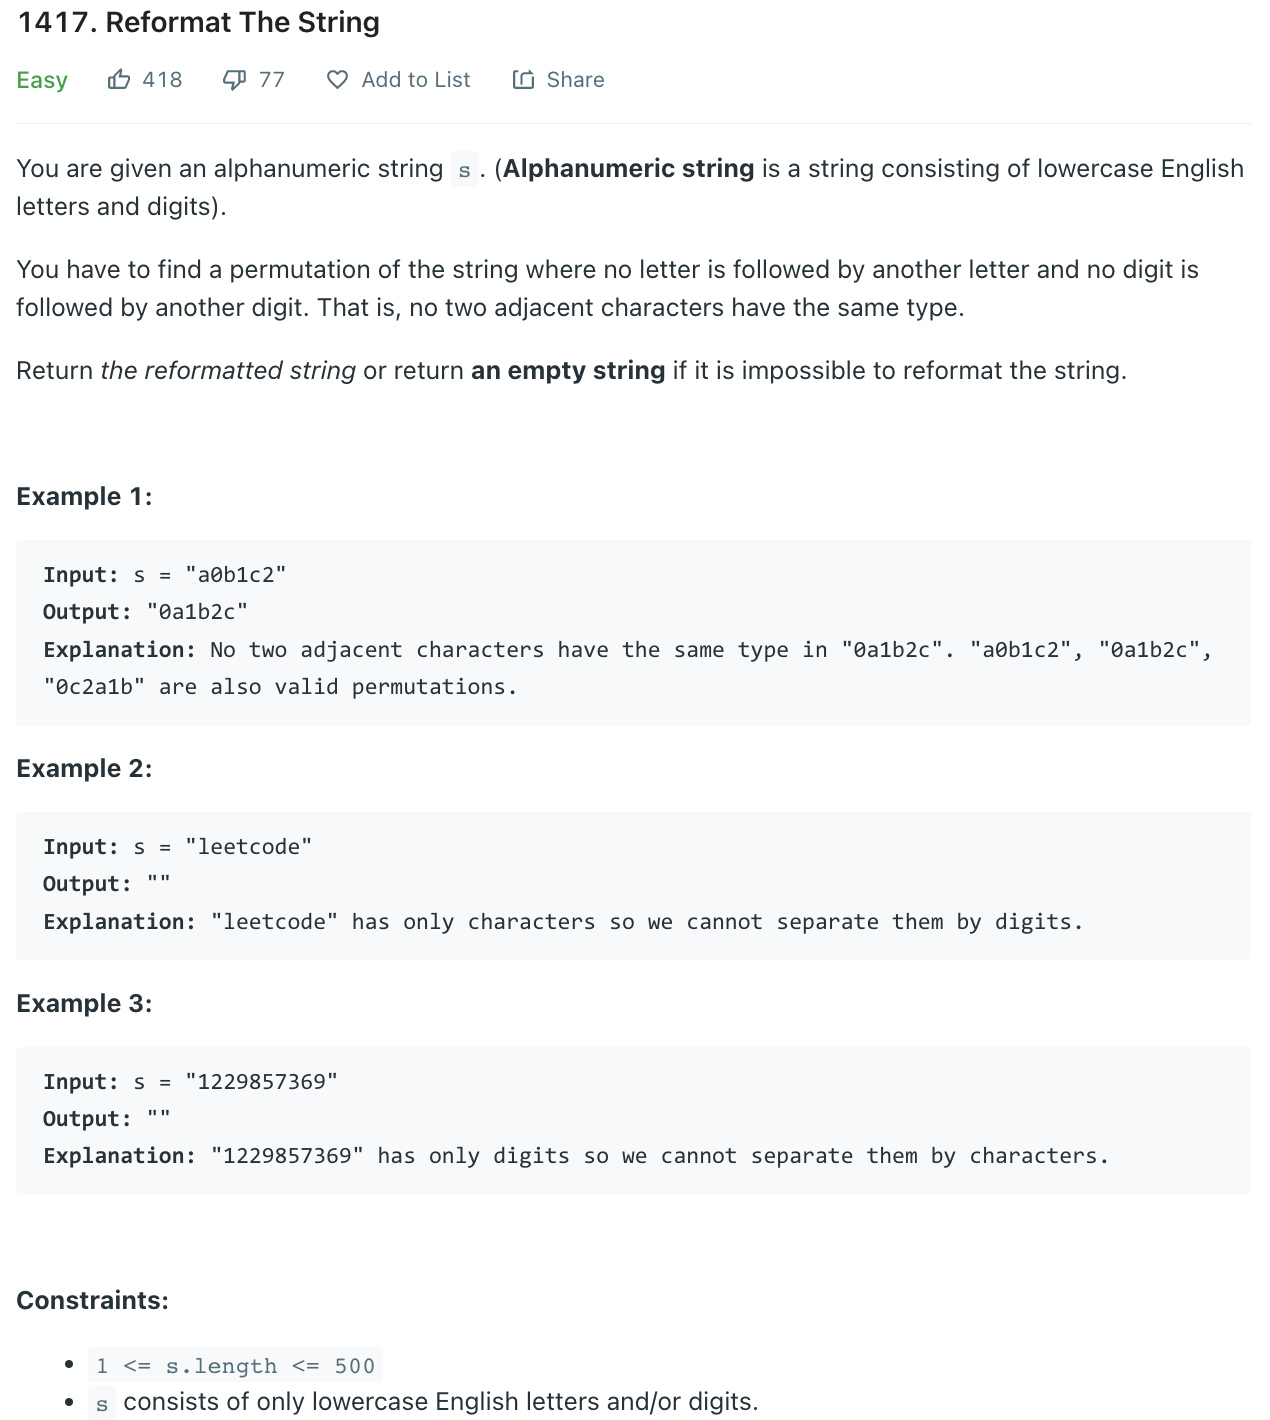 1417. Reformat The String
Easy 418 77 Add to List Share
You are given an alphanumeric string s. (Alphanumeric string is a string consisting of lowercase English
letters and digits).
You have to find a permutation of the string where no letter is followed by another letter and no digit is
followed by another digit. That is, no two adjacent characters have the same type.
Return the reformatted string or return an empty string if it is impossible to reformat the string.
Example 1:
Input: s = "a0b1c2"
Output: "0a1b2c"
Explanation: No two adjacent characters have the same type in "0a1b2c". "a0b1c2", "0a1b2c",
"0c2a1b" are also valid permutations.
Example 2:
Input: s = "leetcode"
Output: ""
Explanation: "leetcode" has only characters so we cannot separate them by digits.
Example 3:
Input: s = "1229857369"
Output: ""
Explanation: "1229857369" has only digits so we cannot separate them by characters.
Constraints:
• 1 <= s.length <= 500
• s consists of only lowercase English letters and/or digits.